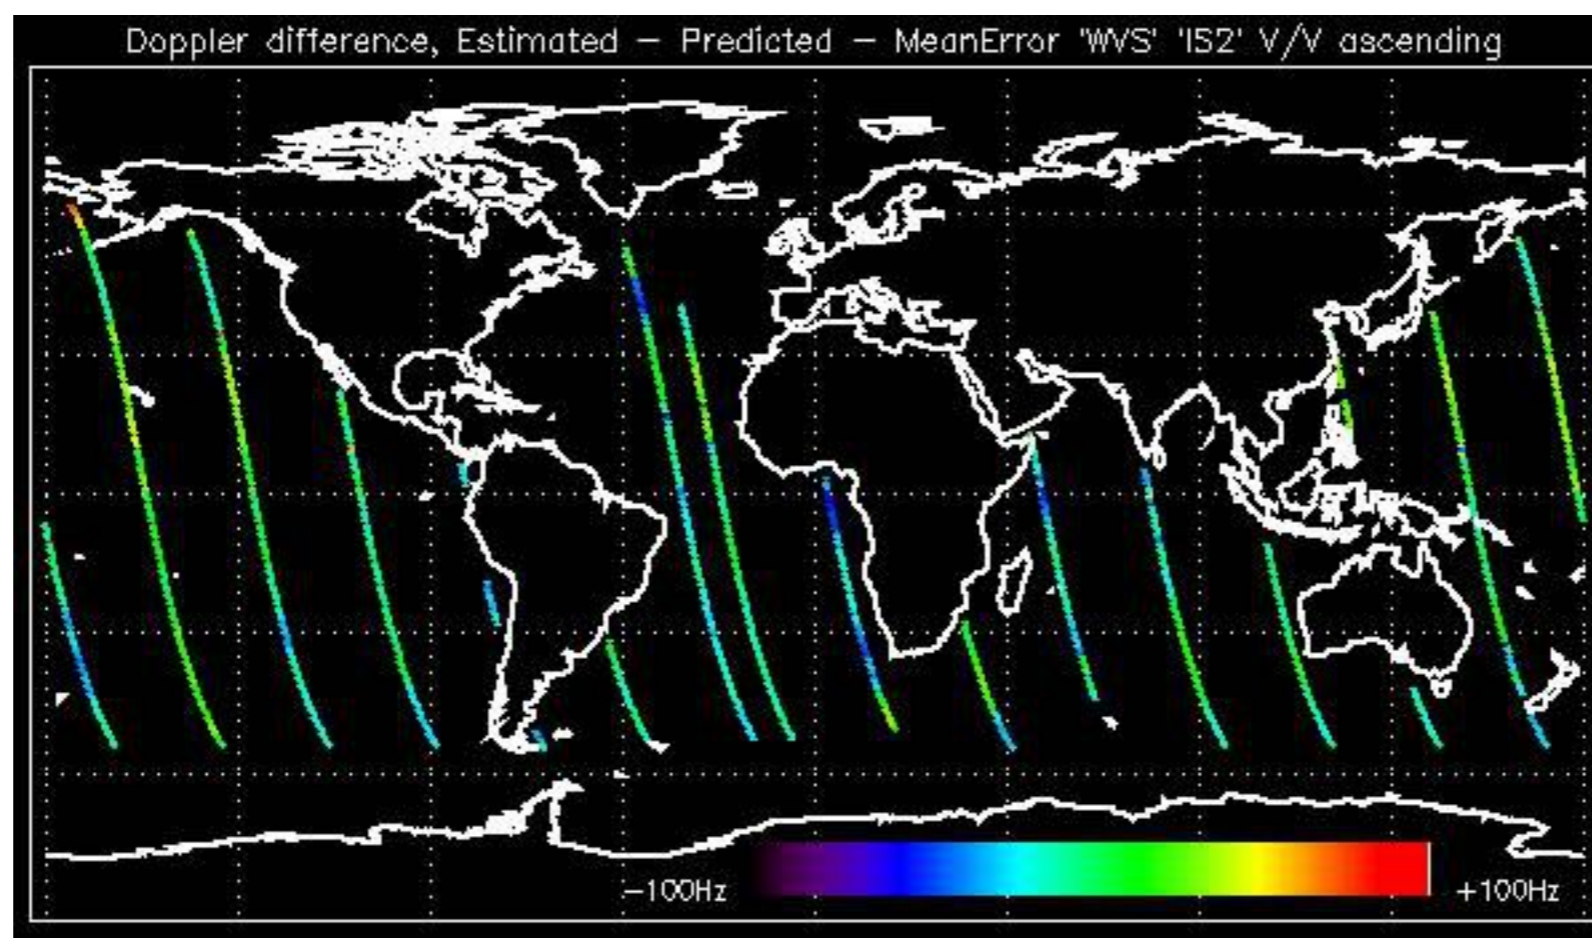 Doppler difference, Estimated — Predicted — MeanError 'WVS' 'IS2' V/V ascending
−100Hz +100Hz